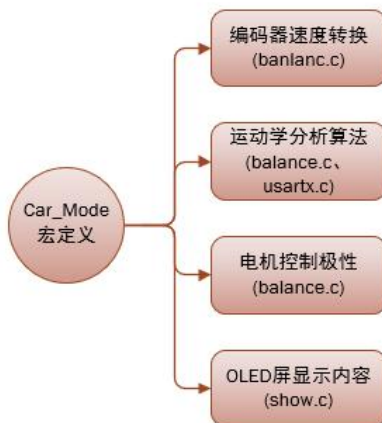 编码器速度转换
(banlanc.c)
运动学分析算法
(balance.c、
usartx.c)
Car_Mode
宏定义
电机控制极性
(balance.c)
OLED屏显示内容
(show.c)